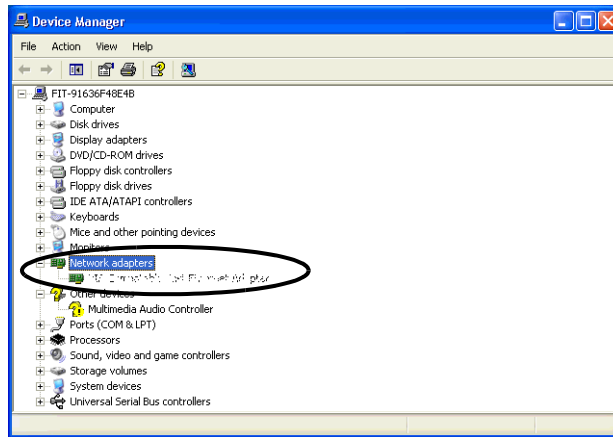 Device Manager
File Action View Help
FIT-91636F48E4B
Computer
Disk drives
Display adapters
DVD/CD-ROM drives
Floppy disk controllers
Floppy disk drives
IDE ATA/ATAPI controllers
Keyboards
Mice and other pointing devices
Monitors
Network adapters
Other devices
Multimedia Audio Controller
Ports (COM & LPT)
Processors
Sound, video and game controllers
Storage volumes
System devices
Universal Serial Bus controllers